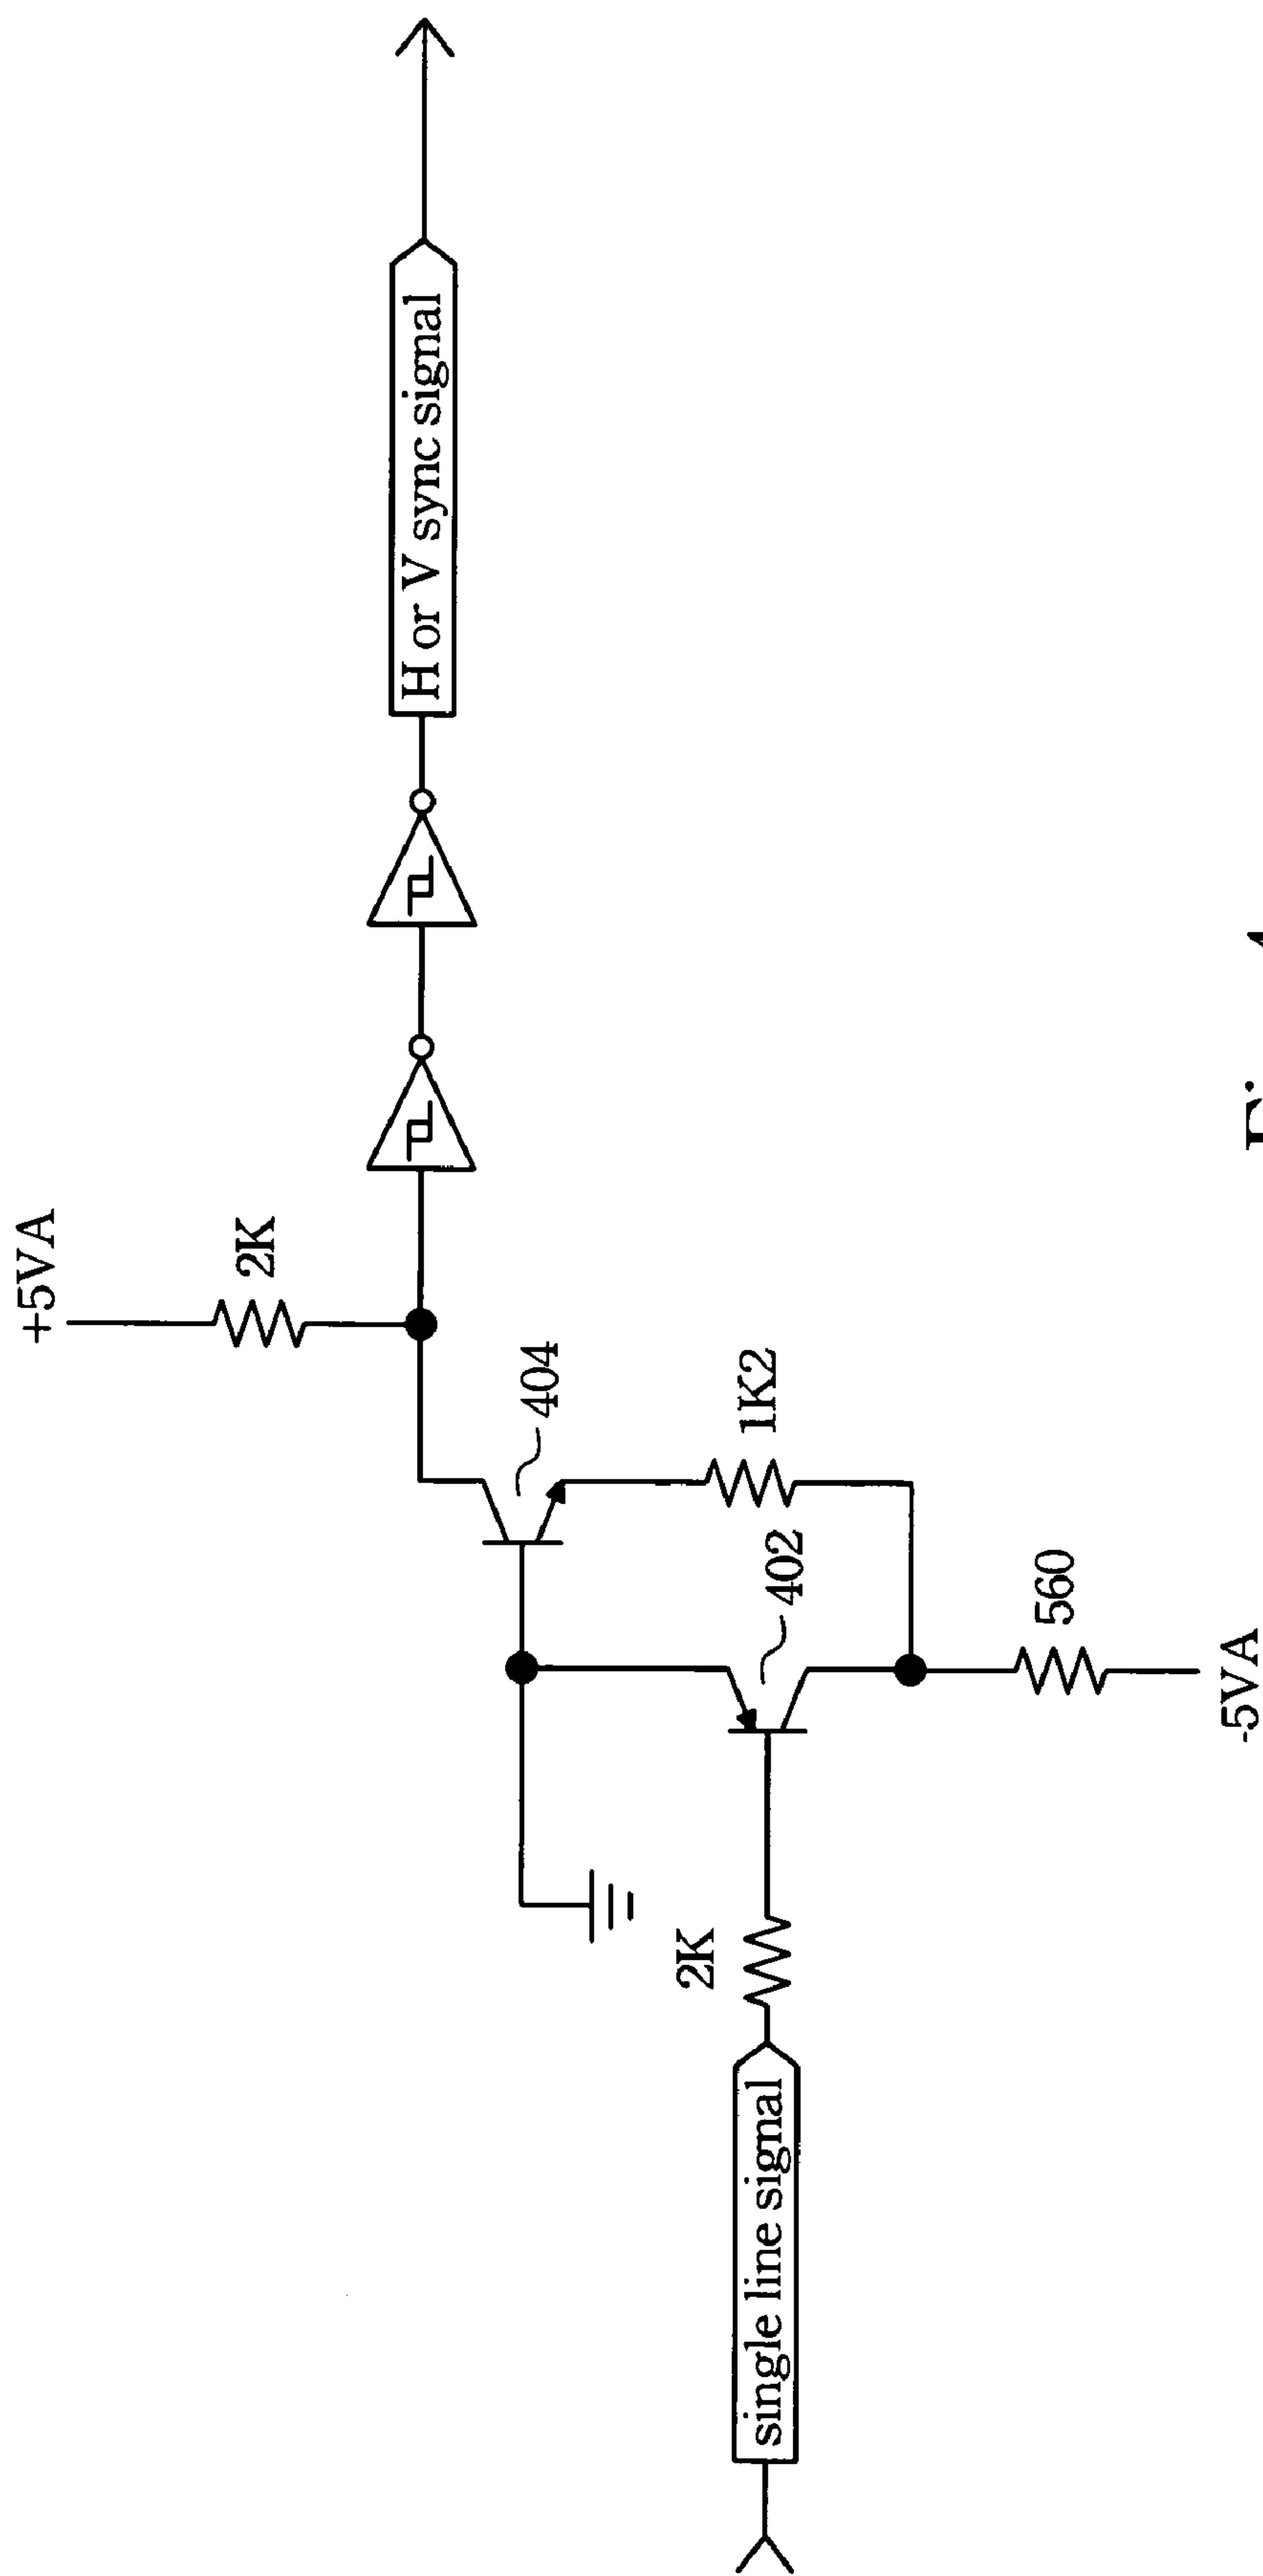 +5VA
2K
H or V sync signal
404
1K2
402
560
-5VA
2K
single line signal